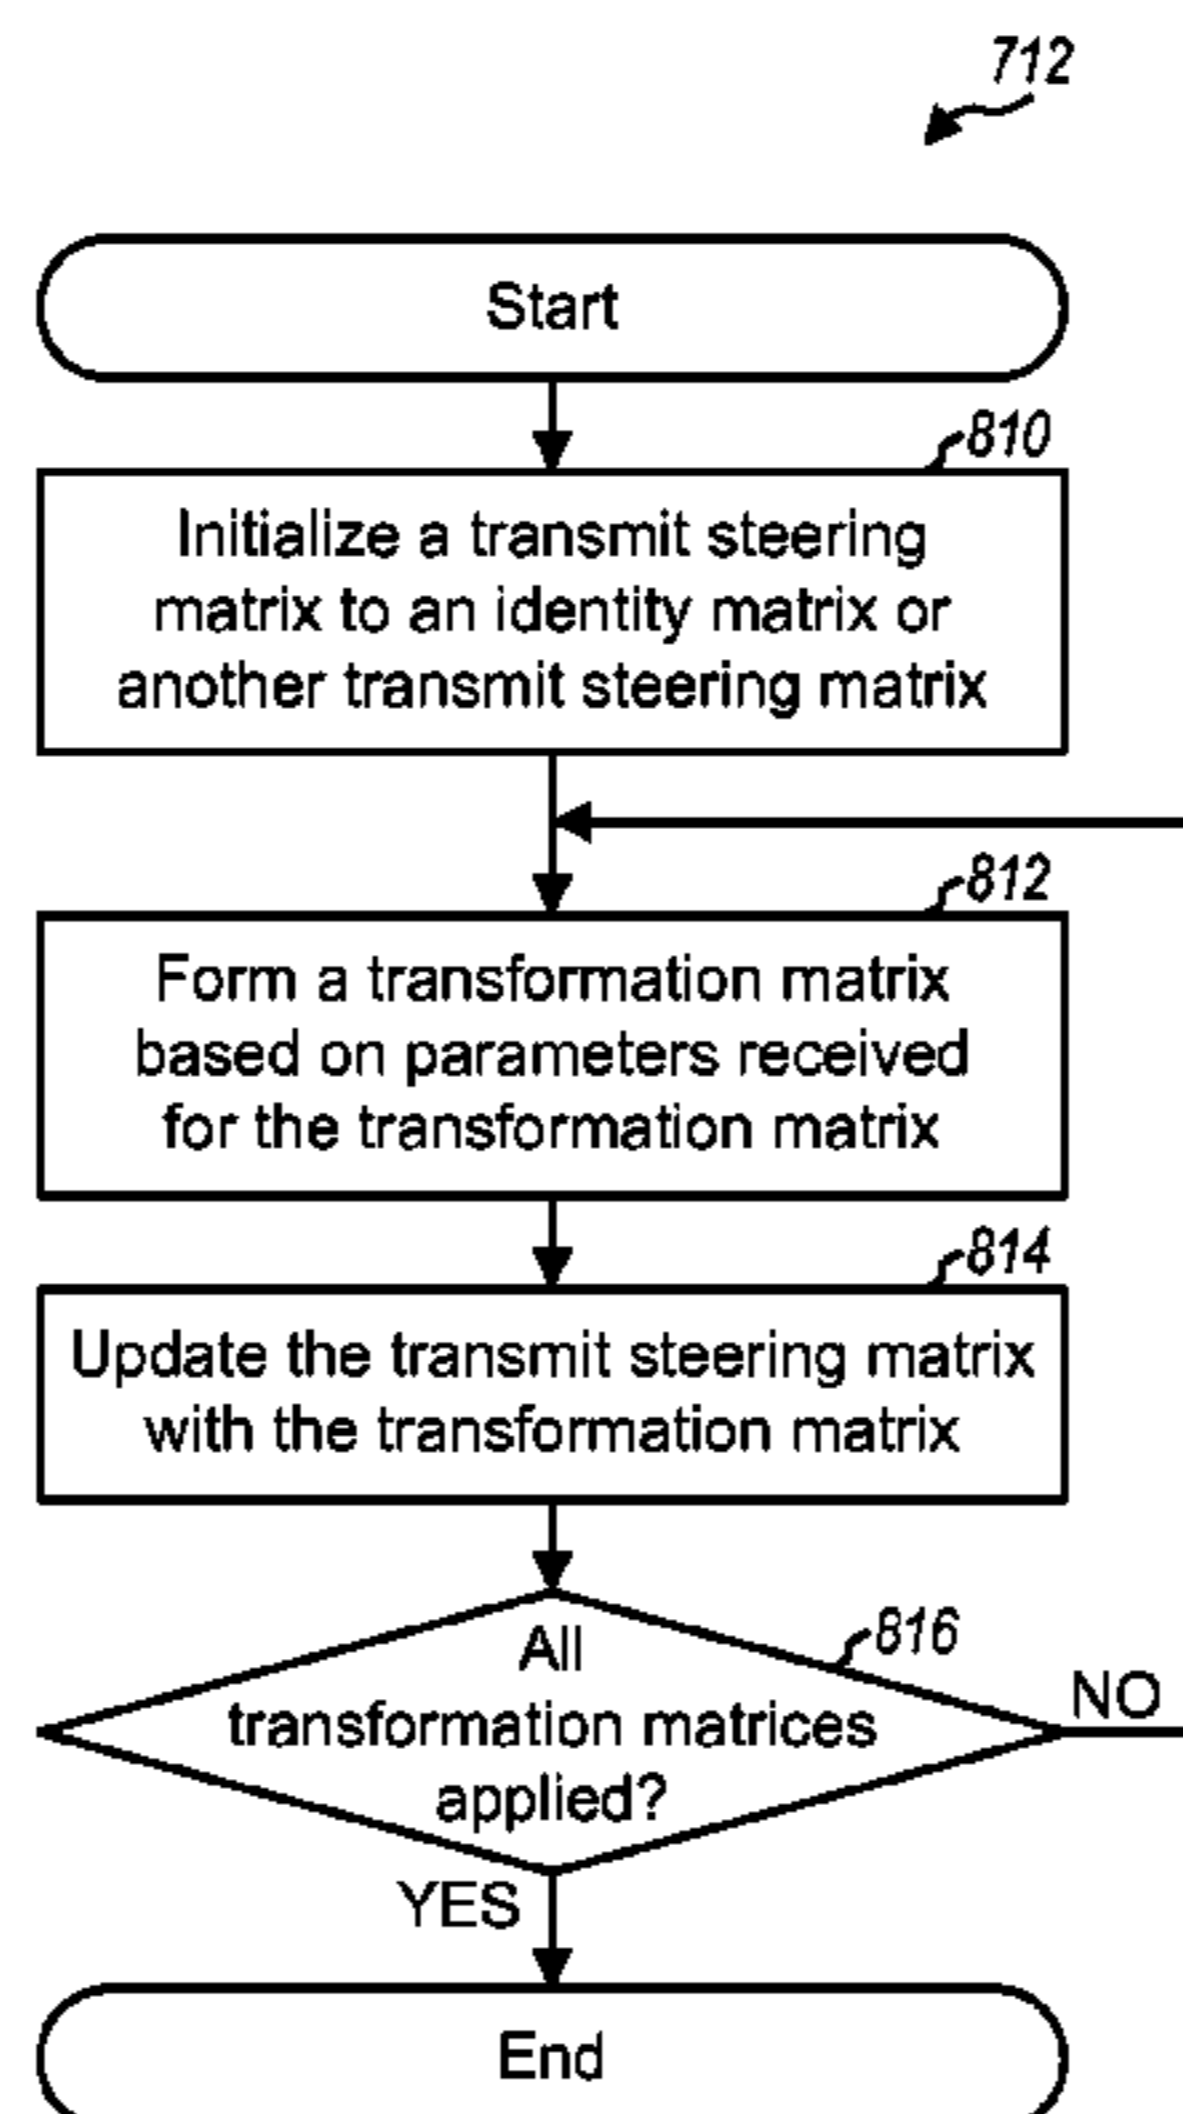 712
Start
810
Initialize a transmit steering
matrix to an identity matrix or
another transmit steering matrix
812
Form a transformation matrix
based on parameters received
for the transformation matrix
814
Update the transmit steering matrix
with the transformation matrix
816
All
transformation matrices
applied?
NO
YES
End